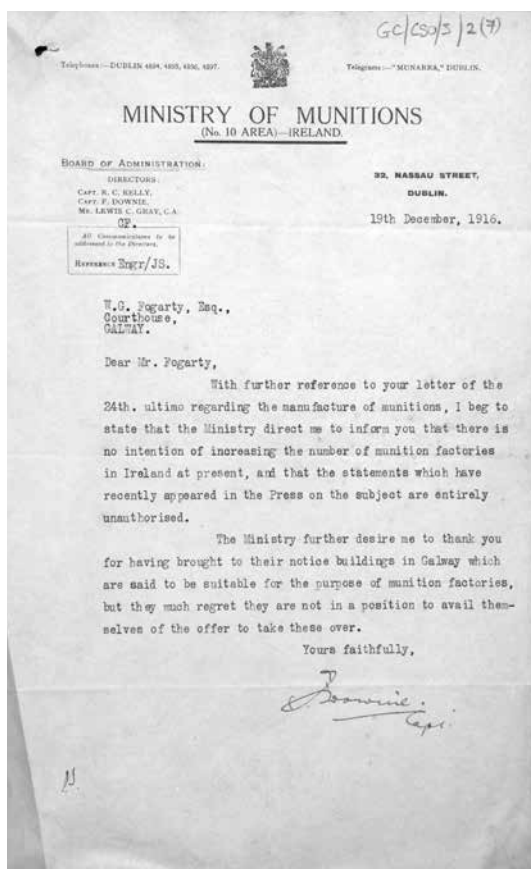 GC/CS0/3/2(7)
Telephones:—DUBLIN 4894, 4895, 4896, 4897.
Telegrams:—"MUNAREA," DUBLIN.
MINISTRY OF MUNITIONS
(No. 10 AREA)—IRELAND.
BOARD OF ADMINISTRATION:
DIRECTORS:
CAPT. R. C. KELLY,
CAPT. F. DOWNIE,
MR. LEWIS C. GRAY, C.A.
32, NASSAU STREET,
DUBLIN.
CP.
19th December, 1916.
All Communications to be
addressed to the Directors.
REFERENCE Engr/JS.
W.G. Fogarty, Esq.,
Courthouse,
GALWAY.
Dear Mr. Fogarty,
With further reference to your letter of the
24th. ultimo regarding the manufacture of munitions, I beg to
state that the Ministry direct me to inform you that there is
no intention of increasing the number of munition factories
in Ireland at present, and that the statements which have
recently appeared in the Press on the subject are entirely
unauthorised.
The Ministry further desire me to thank you
for having brought to their notice buildings in Galway which
are said to be suitable for the purpose of munition factories,
but they much regret they are not in a position to avail them-
selves of the offer to take these over.
Yours faithfully,
F Downie.
Capt.